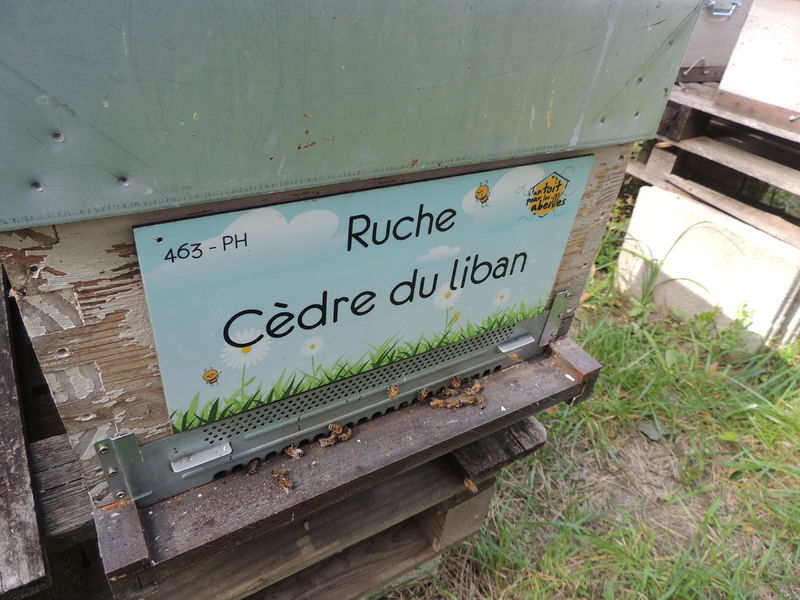 463 - PH
Ruche
Cèdre du liban
un toit
pour les
abeilles